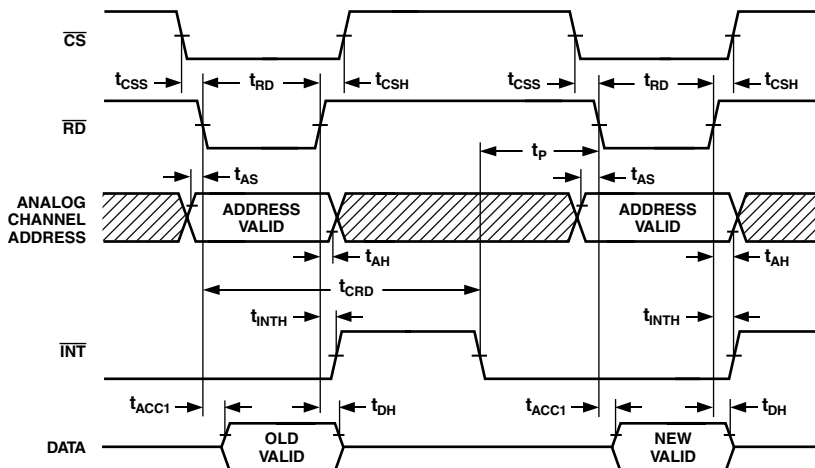 CS
tCSS tRD tCSH tCSS tRD tCSH
RD
tP
tAS tAS
ANALOG CHANNEL ADDRESS
ADDRESS VALID
ADDRESS VALID
tAH tAH
tCRD
tINTH tINTH
INT
tACC1 tDH tACC1 tDH
DATA
OLD VALID
NEW VALID